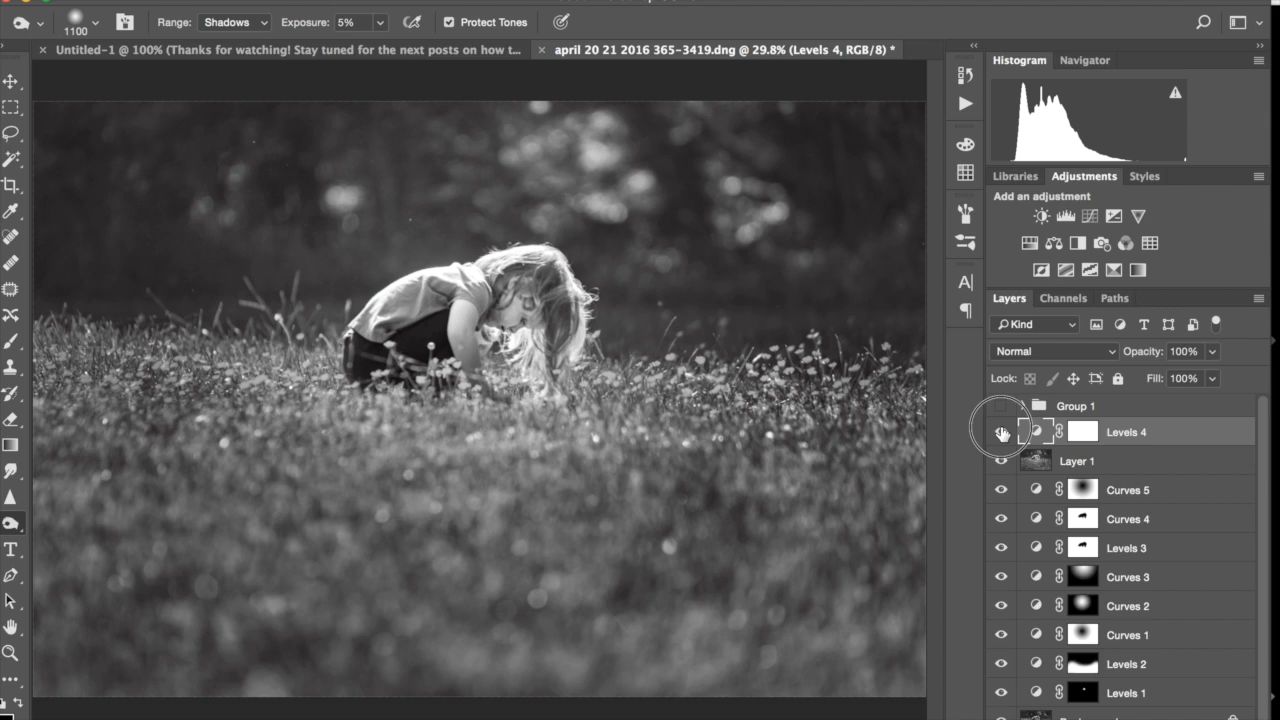 Range: Shadows Exposure: 5% Protect Tones
1100
Untitled-1 @ 100% (Thanks for watching! Stay tuned for the next posts on how t...
april 20 21 2016 365-3419.dng @ 29.8% (Levels 4, RGB/8) *
Histogram Navigator
Libraries Adjustments Styles
Add an adjustment
Layers Channels Paths
Kind
Normal Opacity: 100%
Lock: Fill: 100%
Group 1
Levels 4
Layer 1
Curves 5
Curves 4
Levels 3
Curves 3
Curves 2
Curves 1
Levels 2
Levels 1